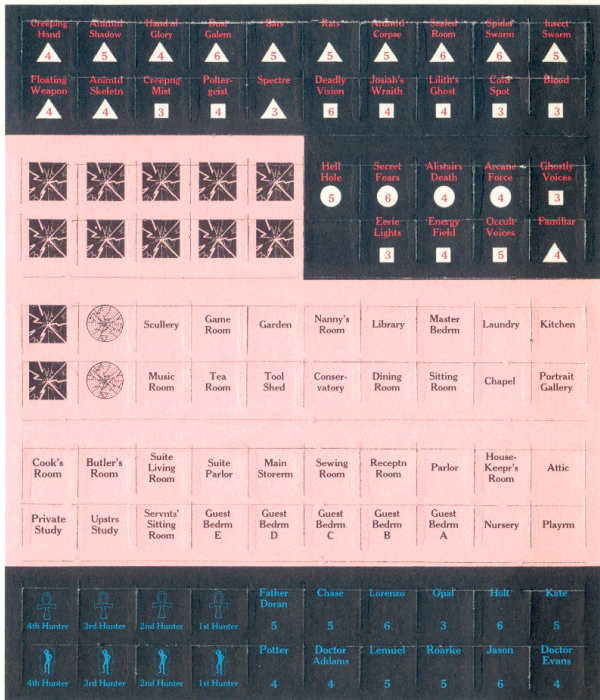 Creeping Animtd Hand of Dust Bats Rats Animtd Sealed Spider Insect
Hand Shadow Glory Golem Corpse Room Swarm Swarm
4 5 4 6 5 5 5 6 6 5
Floating Animtd Creepng Polter- Spectre Deadly Josiah's Lilith's Cold Blood
Weapon Skeletn Mist geist Vision Wraith Ghost Spot
4 4 3 4 3 6 4 4 3 3
Hell Secret Alistairs Arcane Ghostly
Hole Fears Death Force Voices
5 6 4 4 3
Eerie Energy Occult Familiar
Lights Field Voices
3 4 5 4
Scullery Game Garden Nanny's Library Master Laundry Kitchen
Room Room Bedrm
Music Tea Tool Conser- Dining Sitting Chapel Portrait
Room Room Shed vatory Room Room Gallery
Cook's Butler's Suite Suite Main Sewing Receptn Parlor House- Attic
Room Room Living Parlor Storerm Room Room Keepr's
Room Room
Private Upstrs Servnts' Guest Guest Guest Guest Guest Nursery Playrm
Study Study Sitting Bedrm Bedrm Bedrm Bedrm Bedrm
Room E D C B A
Father Chase Lorenzo Opal Holt Kate
Doran
4th Hunter 3rd Hunter 2nd Hunter 1st Hunter 5 5 6 3 6 5
Potter Doctor Lemuel Roarke Jason Doctor
Addams Evans
4th Hunter 3rd Hunter 2nd Hunter 1st Hunter 4 4 5 5 6 4